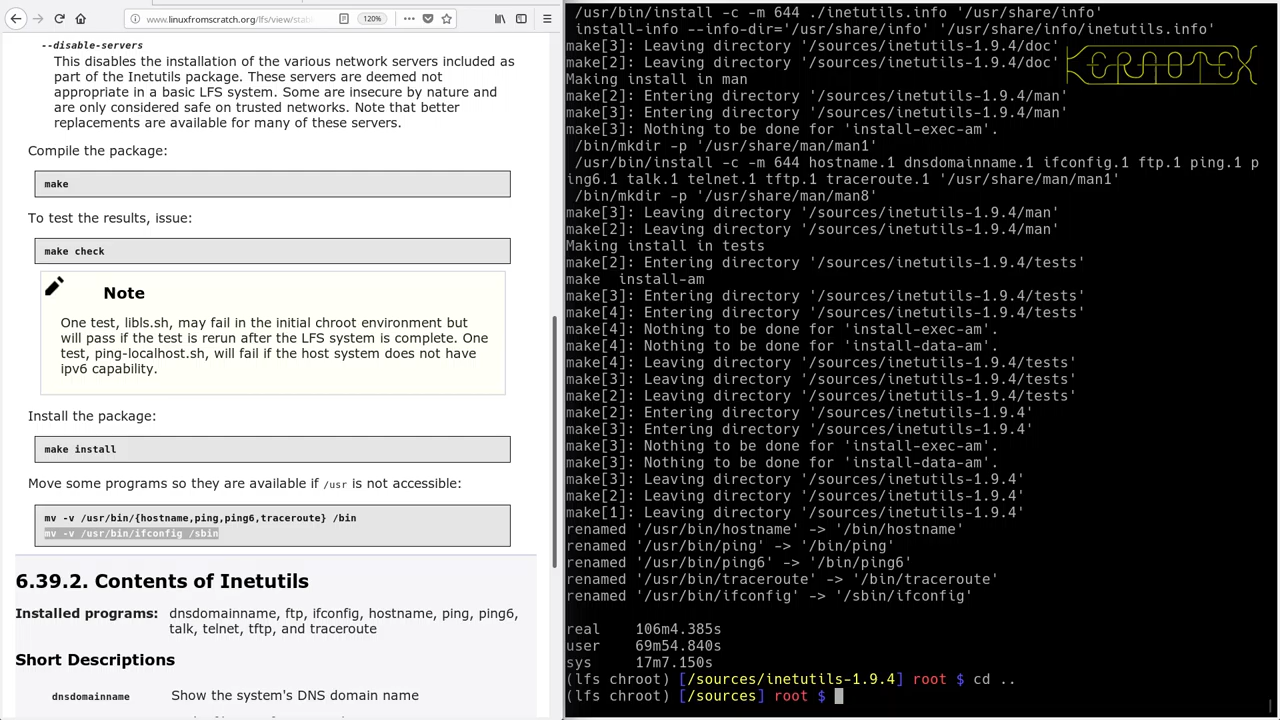 www.linuxfromscratch.org/lfs/view/stab
120%
--disable-servers
This disables the installation of the various network servers included as
part of the Inetutils package. These servers are deemed not
appropriate in a basic LFS system. Some are insecure by nature and
are only considered safe on trusted networks. Note that better
replacements are available for many of these servers.
Compile the package:
make
To test the results, issue:
make check
Note
One test, libls.sh, may fail in the initial chroot environment but
will pass if the test is rerun after the LFS system is complete. One
test, ping-localhost.sh, will fail if the host system does not have
ipv6 capability.
Install the package:
make install
Move some programs so they are available if /usr is not accessible:
mv -v /usr/bin/{hostname,ping,ping6,traceroute} /bin
mv -v /usr/bin/ifconfig /sbin
6.39.2. Contents of Inetutils
Installed programs: dnsdomainname, ftp, ifconfig, hostname, ping, ping6,
talk, telnet, tftp, and traceroute
Short Descriptions
dnsdomainname Show the system's DNS domain name
/usr/bin/install -c -m 644 ./inetutils.info '/usr/share/info'
install-info --info-dir='/usr/share/info' '/usr/share/info/inetutils.info'
make[3]: Leaving directory '/sources/inetutils-1.9.4/doc'
make[2]: Leaving directory '/sources/inetutils-1.9.4/doc'
Making install in man
make[2]: Entering directory '/sources/inetutils-1.9.4/man'
make[3]: Entering directory '/sources/inetutils-1.9.4/man'
make[3]: Nothing to be done for 'install-exec-am'.
/bin/mkdir -p '/usr/share/man/man1'
/usr/bin/install -c -m 644 hostname.1 dnsdomainname.1 ifconfig.1 ftp.1 ping.1 p
ing6.1 talk.1 telnet.1 tftp.1 traceroute.1 '/usr/share/man/man1'
/bin/mkdir -p '/usr/share/man/man8'
make[3]: Leaving directory '/sources/inetutils-1.9.4/man'
make[2]: Leaving directory '/sources/inetutils-1.9.4/man'
Making install in tests
make[2]: Entering directory '/sources/inetutils-1.9.4/tests'
make  install-am
make[3]: Entering directory '/sources/inetutils-1.9.4/tests'
make[4]: Entering directory '/sources/inetutils-1.9.4/tests'
make[4]: Nothing to be done for 'install-exec-am'.
make[4]: Nothing to be done for 'install-data-am'.
make[4]: Leaving directory '/sources/inetutils-1.9.4/tests'
make[3]: Leaving directory '/sources/inetutils-1.9.4/tests'
make[2]: Leaving directory '/sources/inetutils-1.9.4/tests'
make[2]: Entering directory '/sources/inetutils-1.9.4'
make[3]: Entering directory '/sources/inetutils-1.9.4'
make[3]: Nothing to be done for 'install-exec-am'.
make[3]: Nothing to be done for 'install-data-am'.
make[3]: Leaving directory '/sources/inetutils-1.9.4'
make[2]: Leaving directory '/sources/inetutils-1.9.4'
make[1]: Leaving directory '/sources/inetutils-1.9.4'
renamed '/usr/bin/hostname' -> '/bin/hostname'
renamed '/usr/bin/ping' -> '/bin/ping'
renamed '/usr/bin/ping6' -> '/bin/ping6'
renamed '/usr/bin/traceroute' -> '/bin/traceroute'
renamed '/usr/bin/ifconfig' -> '/sbin/ifconfig'
real 106m4.385s
user 69m54.840s
sys 17m7.150s
(lfs chroot) [/sources/inetutils-1.9.4] root $ cd ..
(lfs chroot) [/sources] root $